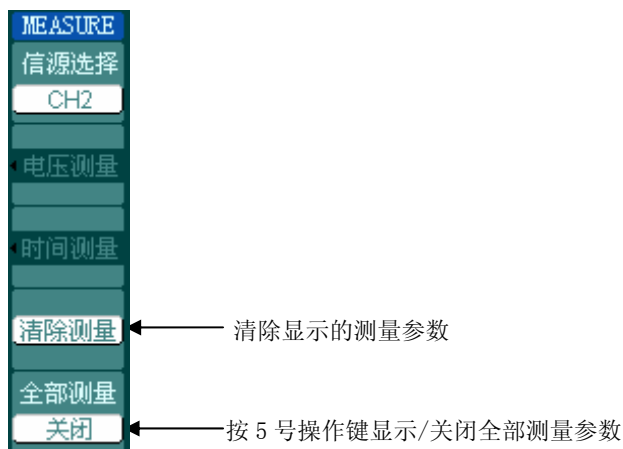 MEASURE
信源选择
CH2
电压测量
时间测量
清除测量
清除显示的测量参数
全部测量
关闭
按 5 号操作键显示/关闭全部测量参数